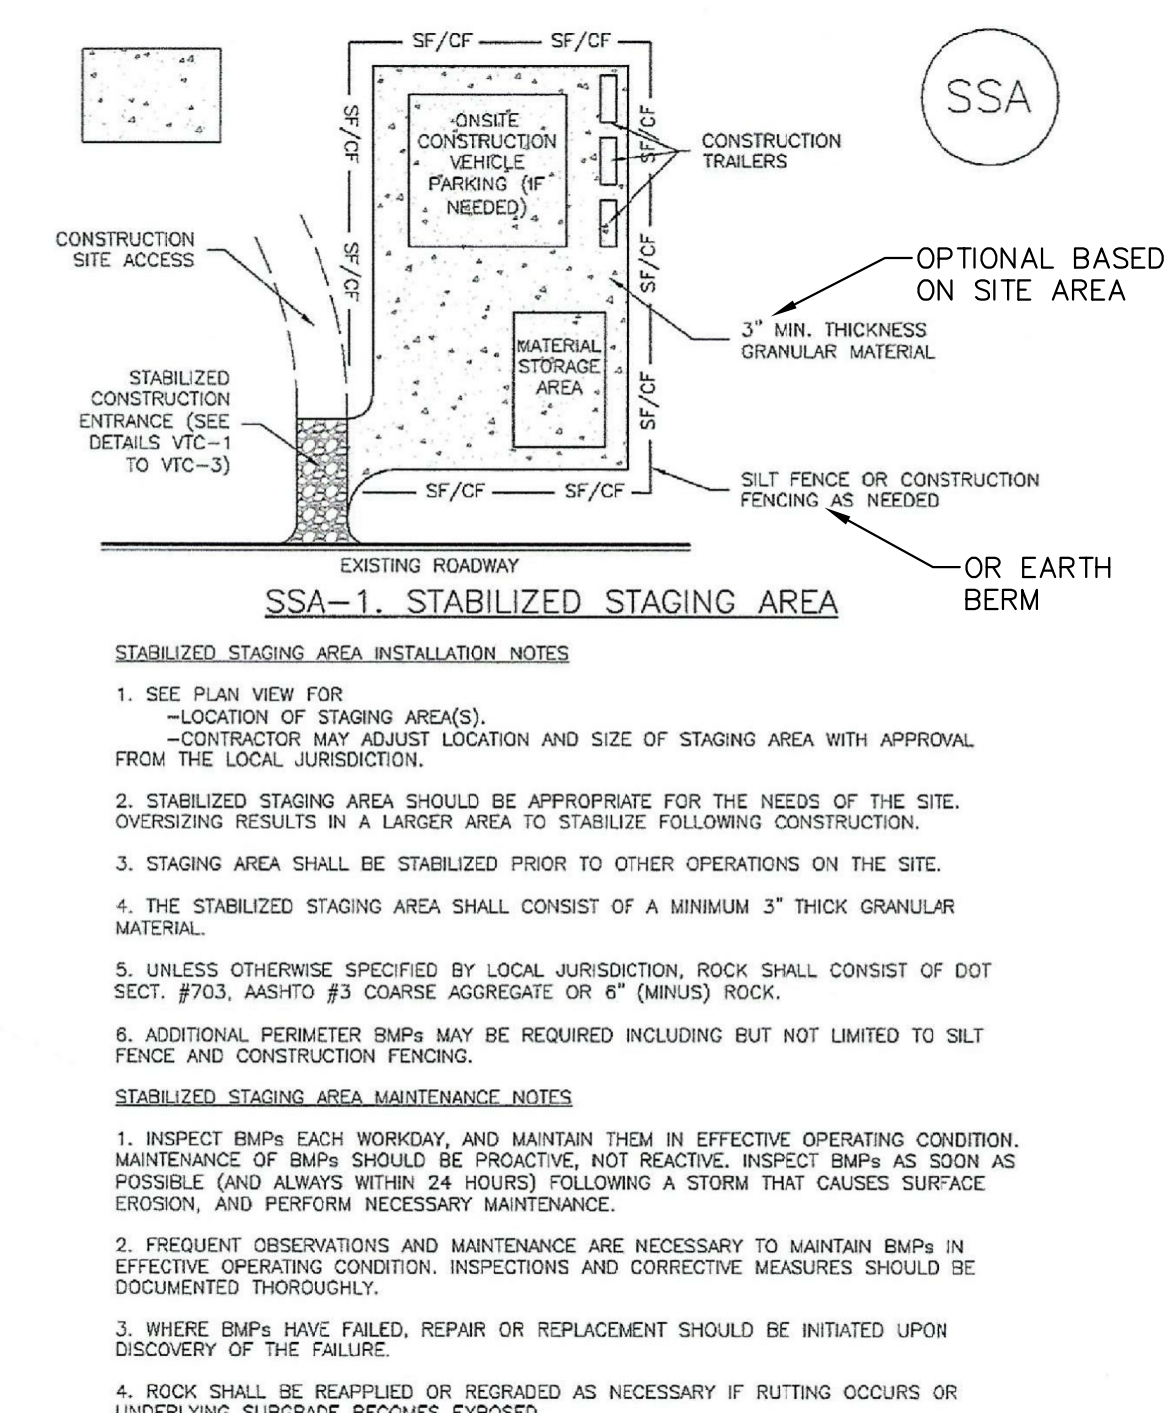 SF/CF SF/CF
SSA
SF/CF
SF/CF
ONSITE
CONSTRUCTION
VEHICLE
PARKING (IF
NEEDED)
CONSTRUCTION
TRAILERS
CONSTRUCTION
SITE ACCESS
SF/CF
SF/CF
OPTIONAL BASED
ON SITE AREA
3" MIN. THICKNESS
GRANULAR MATERIAL
MATERIAL
STORAGE
AREA
SF/CF
STABILIZED
CONSTRUCTION
ENTRANCE (SEE
DETAILS VTC-1
TO VTC-3)
SILT FENCE OR CONSTRUCTION
FENCING AS NEEDED
SF/CF SF/CF
OR EARTH
BERM
EXISTING ROADWAY
SSA-1. STABILIZED STAGING AREA
STABILIZED STAGING AREA INSTALLATION NOTES
1. SEE PLAN VIEW FOR
-LOCATION OF STAGING AREA(S).
-CONTRACTOR MAY ADJUST LOCATION AND SIZE OF STAGING AREA WITH APPROVAL
FROM THE LOCAL JURISDICTION.
2. STABILIZED STAGING AREA SHOULD BE APPROPRIATE FOR THE NEEDS OF THE SITE.
OVERSIZING RESULTS IN A LARGER AREA TO STABILIZE FOLLOWING CONSTRUCTION.
3. STAGING AREA SHALL BE STABILIZED PRIOR TO OTHER OPERATIONS ON THE SITE.
4. THE STABILIZED STAGING AREA SHALL CONSIST OF A MINIMUM 3" THICK GRANULAR
MATERIAL.
5. UNLESS OTHERWISE SPECIFIED BY LOCAL JURISDICTION, ROCK SHALL CONSIST OF DOT
SECT. #703, AASHTO #3 COARSE AGGREGATE OR 6" (MINUS) ROCK.
6. ADDITIONAL PERIMETER BMPs MAY BE REQUIRED INCLUDING BUT NOT LIMITED TO SILT
FENCE AND CONSTRUCTION FENCING.
STABILIZED STAGING AREA MAINTENANCE NOTES
1. INSPECT BMPs EACH WORKDAY, AND MAINTAIN THEM IN EFFECTIVE OPERATING CONDITION.
MAINTENANCE OF BMPs SHOULD BE PROACTIVE, NOT REACTIVE. INSPECT BMPs AS SOON AS
POSSIBLE (AND ALWAYS WITHIN 24 HOURS) FOLLOWING A STORM THAT CAUSES SURFACE
EROSION, AND PERFORM NECESSARY MAINTENANCE.
2. FREQUENT OBSERVATIONS AND MAINTENANCE ARE NECESSARY TO MAINTAIN BMPs IN
EFFECTIVE OPERATING CONDITION. INSPECTIONS AND CORRECTIVE MEASURES SHOULD BE
DOCUMENTED THOROUGHLY.
3. WHERE BMPs HAVE FAILED, REPAIR OR REPLACEMENT SHOULD BE INITIATED UPON
DISCOVERY OF THE FAILURE.
4. ROCK SHALL BE REAPPLIED OR REGRADED AS NECESSARY IF RUTTING OCCURS OR
UNDERLYING SUBGRADE BECOMES EXPOSED.